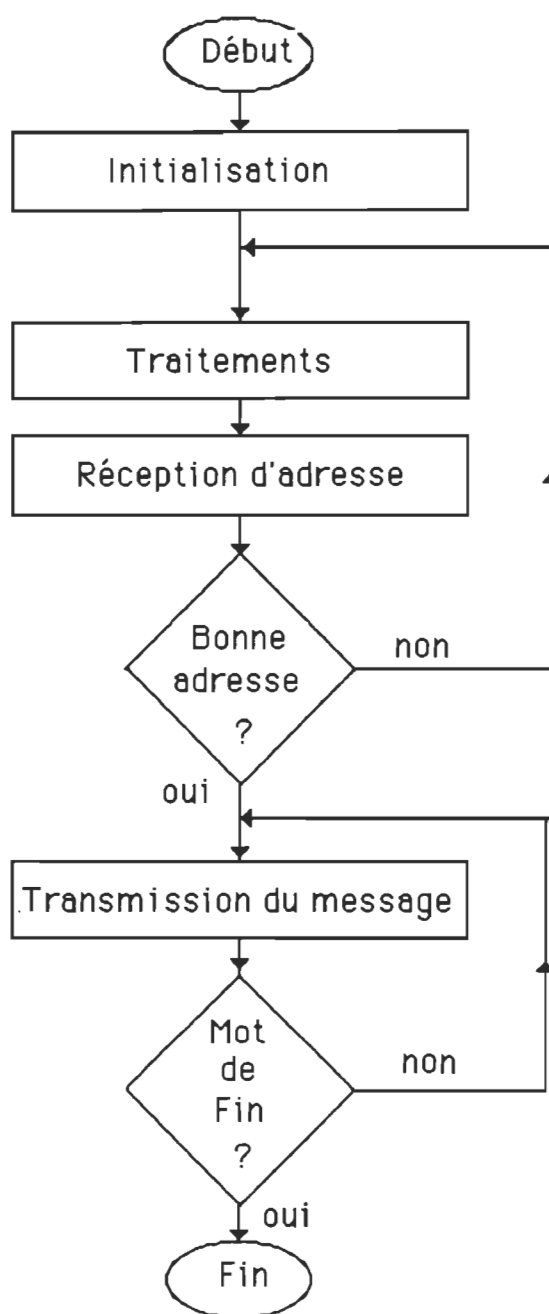 Début
Initialisation
Traitements
Réception d'adresse
Bonne
adresse
?
non
oui
Transmission du message
Mot
de
Fin
?
non
oui
Fin